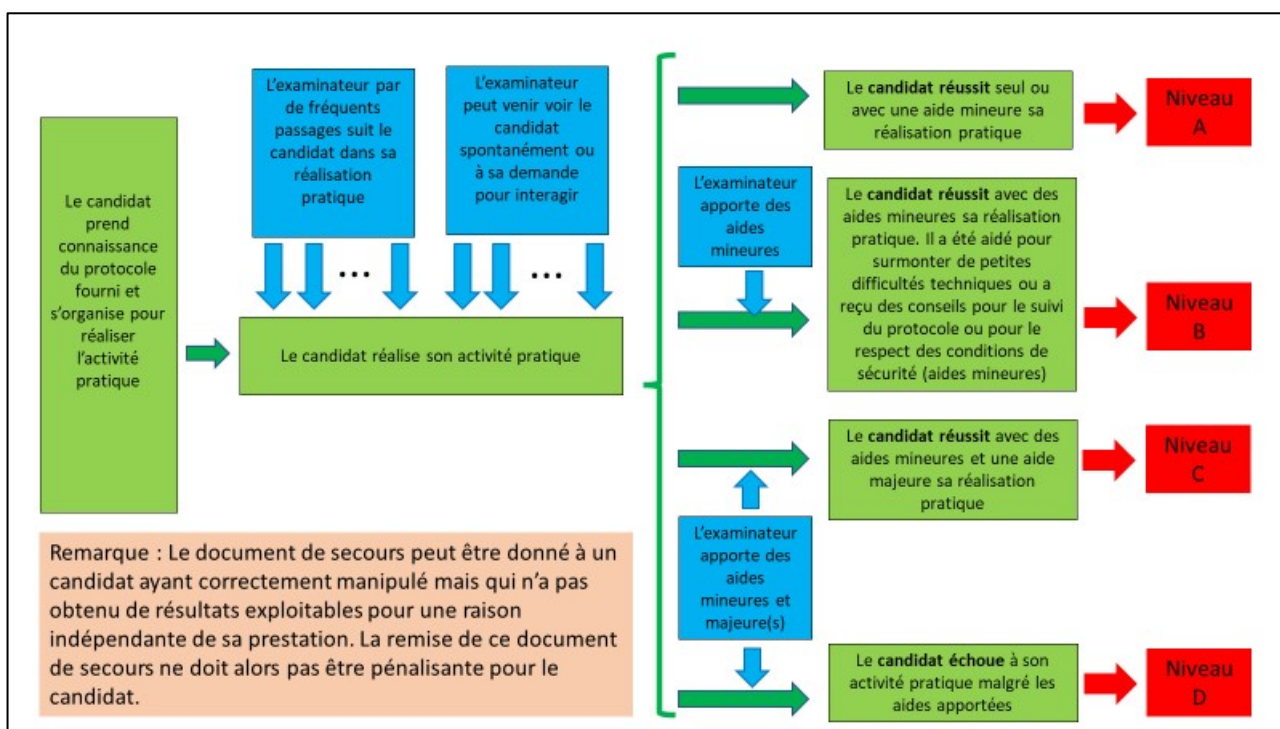 Le candidat
prend
connaissance
du protocole
fourni et
s’organise pour
réaliser
l’activité
pratique
L’examinateur par
de fréquents
passages suit le
candidat dans sa
réalisation
pratique
L’examinateur
peut venir voir le
candidat
spontanément ou
à sa demande
pour interagir
...
...
Le candidat réalise son activité pratique
Le candidat réussit seul ou
avec une aide mineure sa
réalisation pratique
Niveau
A
L’examinateur
apporte des
aides
mineures
Le candidat réussit avec des
aides mineures sa réalisation
pratique. Il a été aidé pour
surmonter de petites
difficultés techniques ou a
reçu des conseils pour le suivi
du protocole ou pour le
respect des conditions de
sécurité (aides mineures)
Niveau
B
Le candidat réussit avec des
aides mineures et une aide
majeure sa réalisation
pratique
Niveau
C
L’examinateur
apporte des
aides
mineures et
majeure(s)
Le candidat échoue à son
activité pratique malgré les
aides apportées
Niveau
D
Remarque : Le document de secours peut être donné à un
candidat ayant correctement manipulé mais qui n’a pas
obtenu de résultats exploitables pour une raison
indépendante de sa prestation. La remise de ce document
de secours ne doit alors pas être pénalisante pour le
candidat.